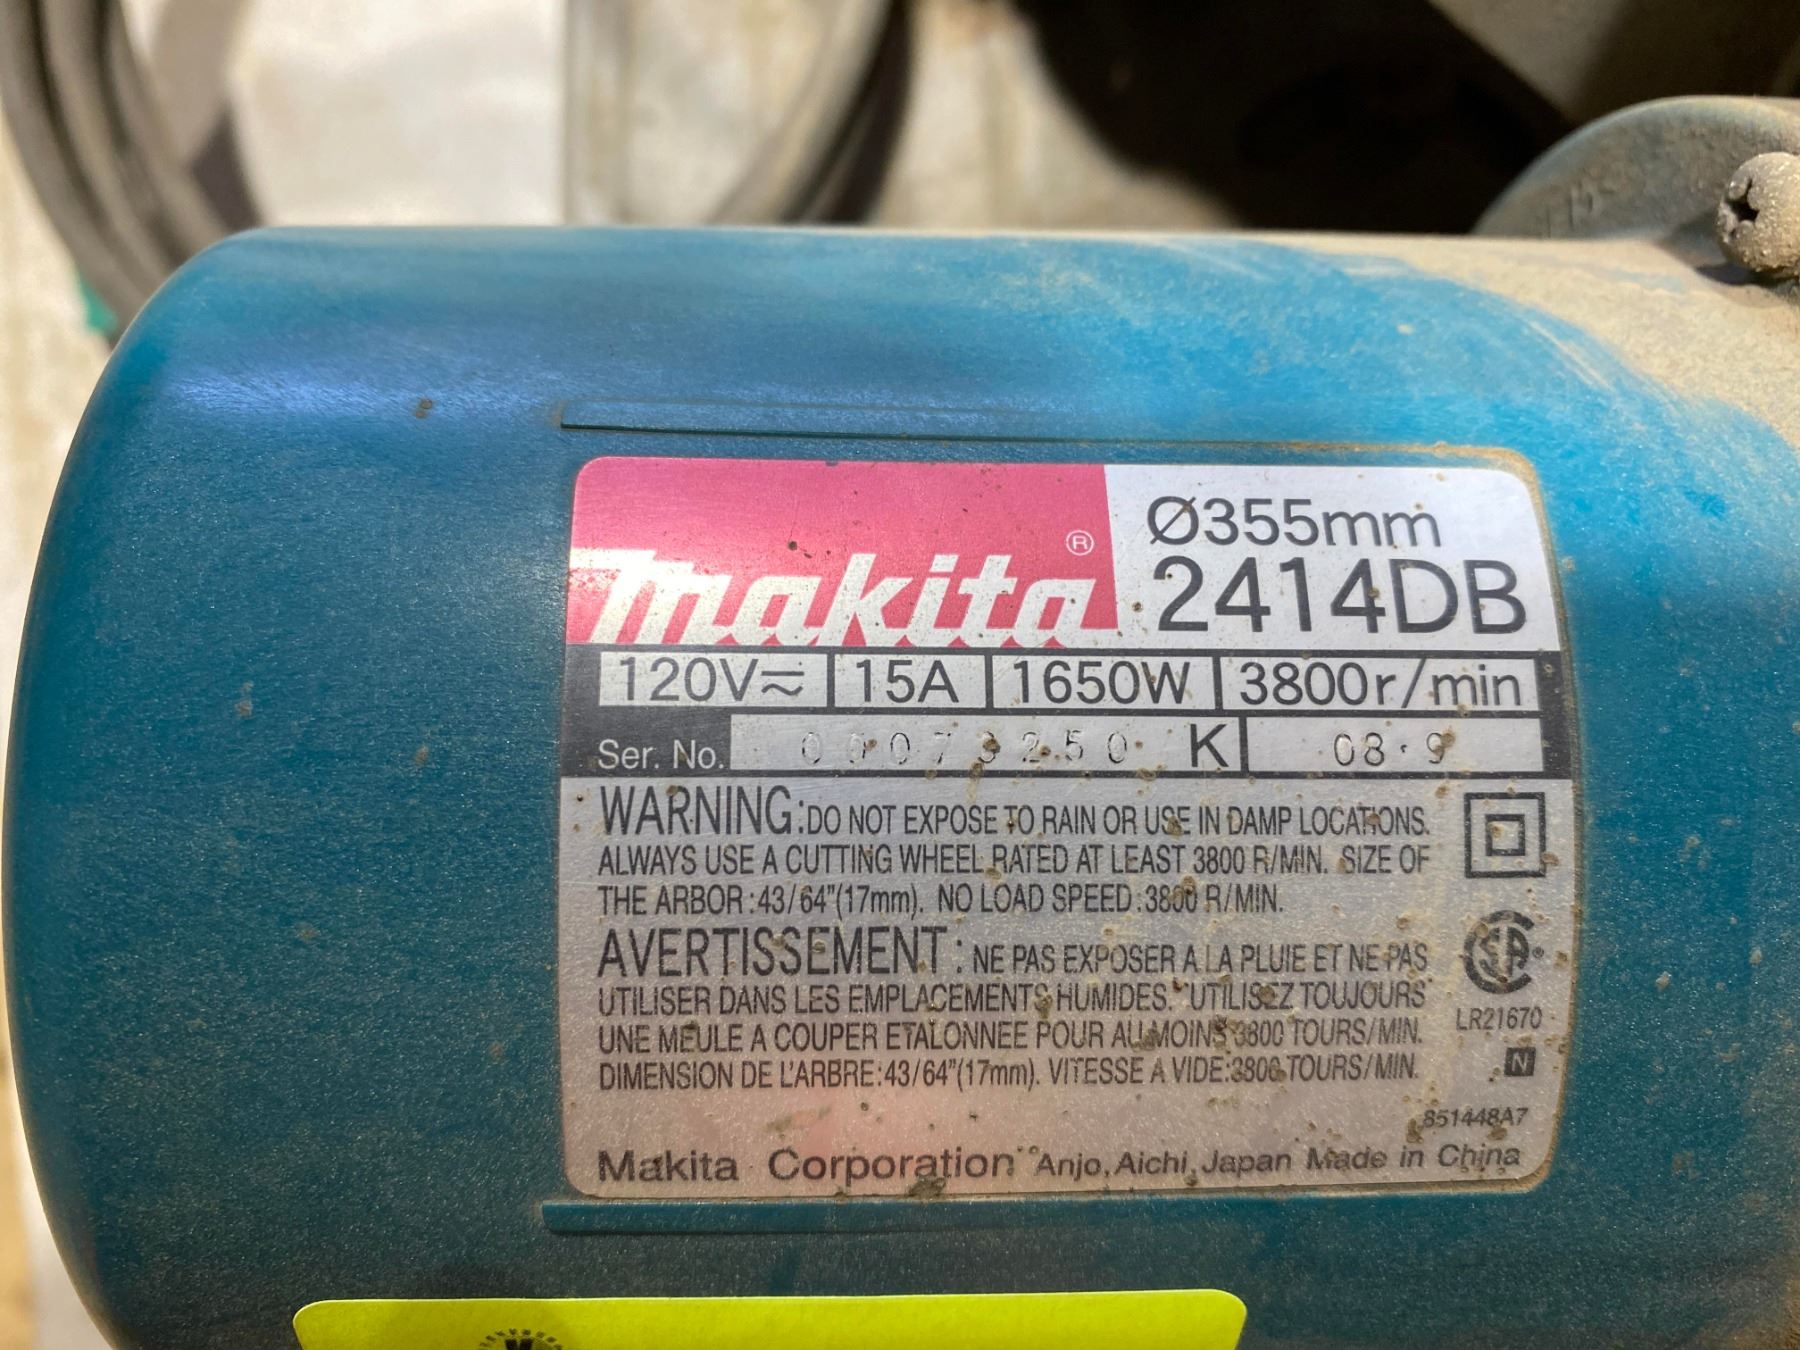 Makita®
Ø355mm
2414DB
120V⎓~ 15A 1650W 3800r/min
Ser. No. 00073250 K 08·9
WARNING:DO NOT EXPOSE TO RAIN OR USE IN DAMP LOCATIONS.
ALWAYS USE A CUTTING WHEEL RATED AT LEAST 3800 R/MIN. SIZE OF
THE ARBOR:43/64"(17mm). NO LOAD SPEED:3800 R/MIN.
AVERTISSEMENT: NE PAS EXPOSER A LA PLUIE ET NE PAS
UTILISER DANS LES EMPLACEMENTS HUMIDES. UTILISEZ TOUJOURS
UNE MEULE A COUPER ETALONNEE POUR AU MOINS 3800 TOURS/MIN.
DIMENSION DE L'ARBRE:43/64"(17mm). VITESSE A VIDE:3800 TOURS/MIN.
CSA®
LR21670
N
851448A7
Makita Corporation Anjo, Aichi, Japan Made in China